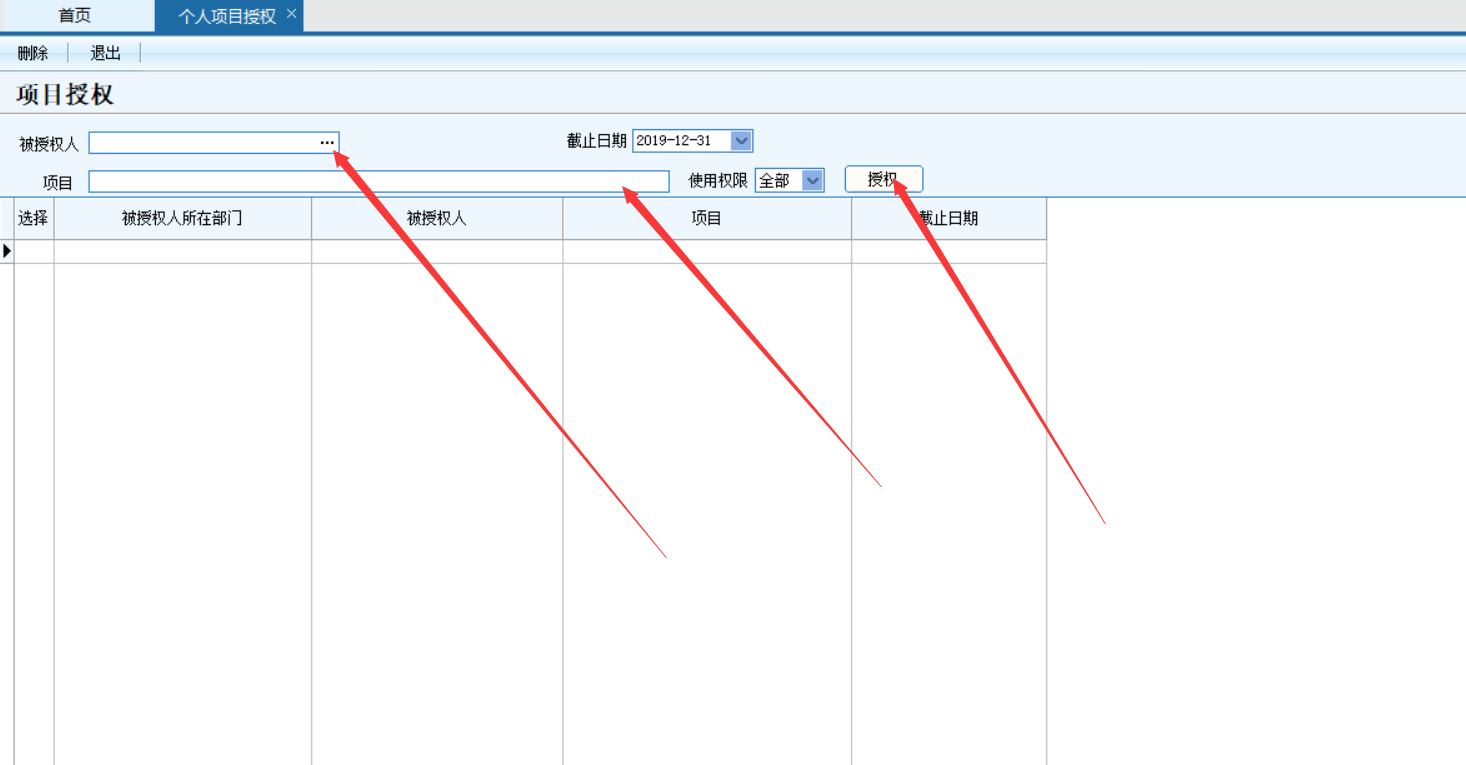 首页 个人项目授权 ×
删除 退出
项目授权
被授权人 ... 截止日期 2019-12-31
项目 使用权限 全部 授权
选择 被授权人所在部门 被授权人 项目 截止日期